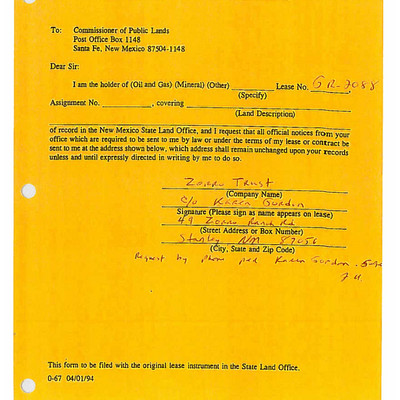 To: Commissioner of Public Lands
Post Office Box 1148
Santa Fe, New Mexico 87504-1148
Dear Sir:
I am the holder of (Oil and Gas) (Mineral) (Other) Lease No. GR-2088
(Specify)
Assignment No. , covering
(Land Description)
of record in the New Mexico State Land Office, and I request that all official notices from your
office which are required to be sent to me by law or under the terms of my lease or contract be
sent to me at the address shown below, which address shall remain unchanged upon your records
unless and until expressly directed in writing by me to do so.
Zorro Trust
(Company Name)
c/o Karen Gordon
Signature (Please sign as name appears on lease)
49 Zorro Ranch Rd
(Street Address or Box Number)
Stanley NM 87056
(City, State and Zip Code)
Request by phone per Karen Gordon
This form to be filed with the original lease instrument in the State Land Office.
0-67 04/01/94